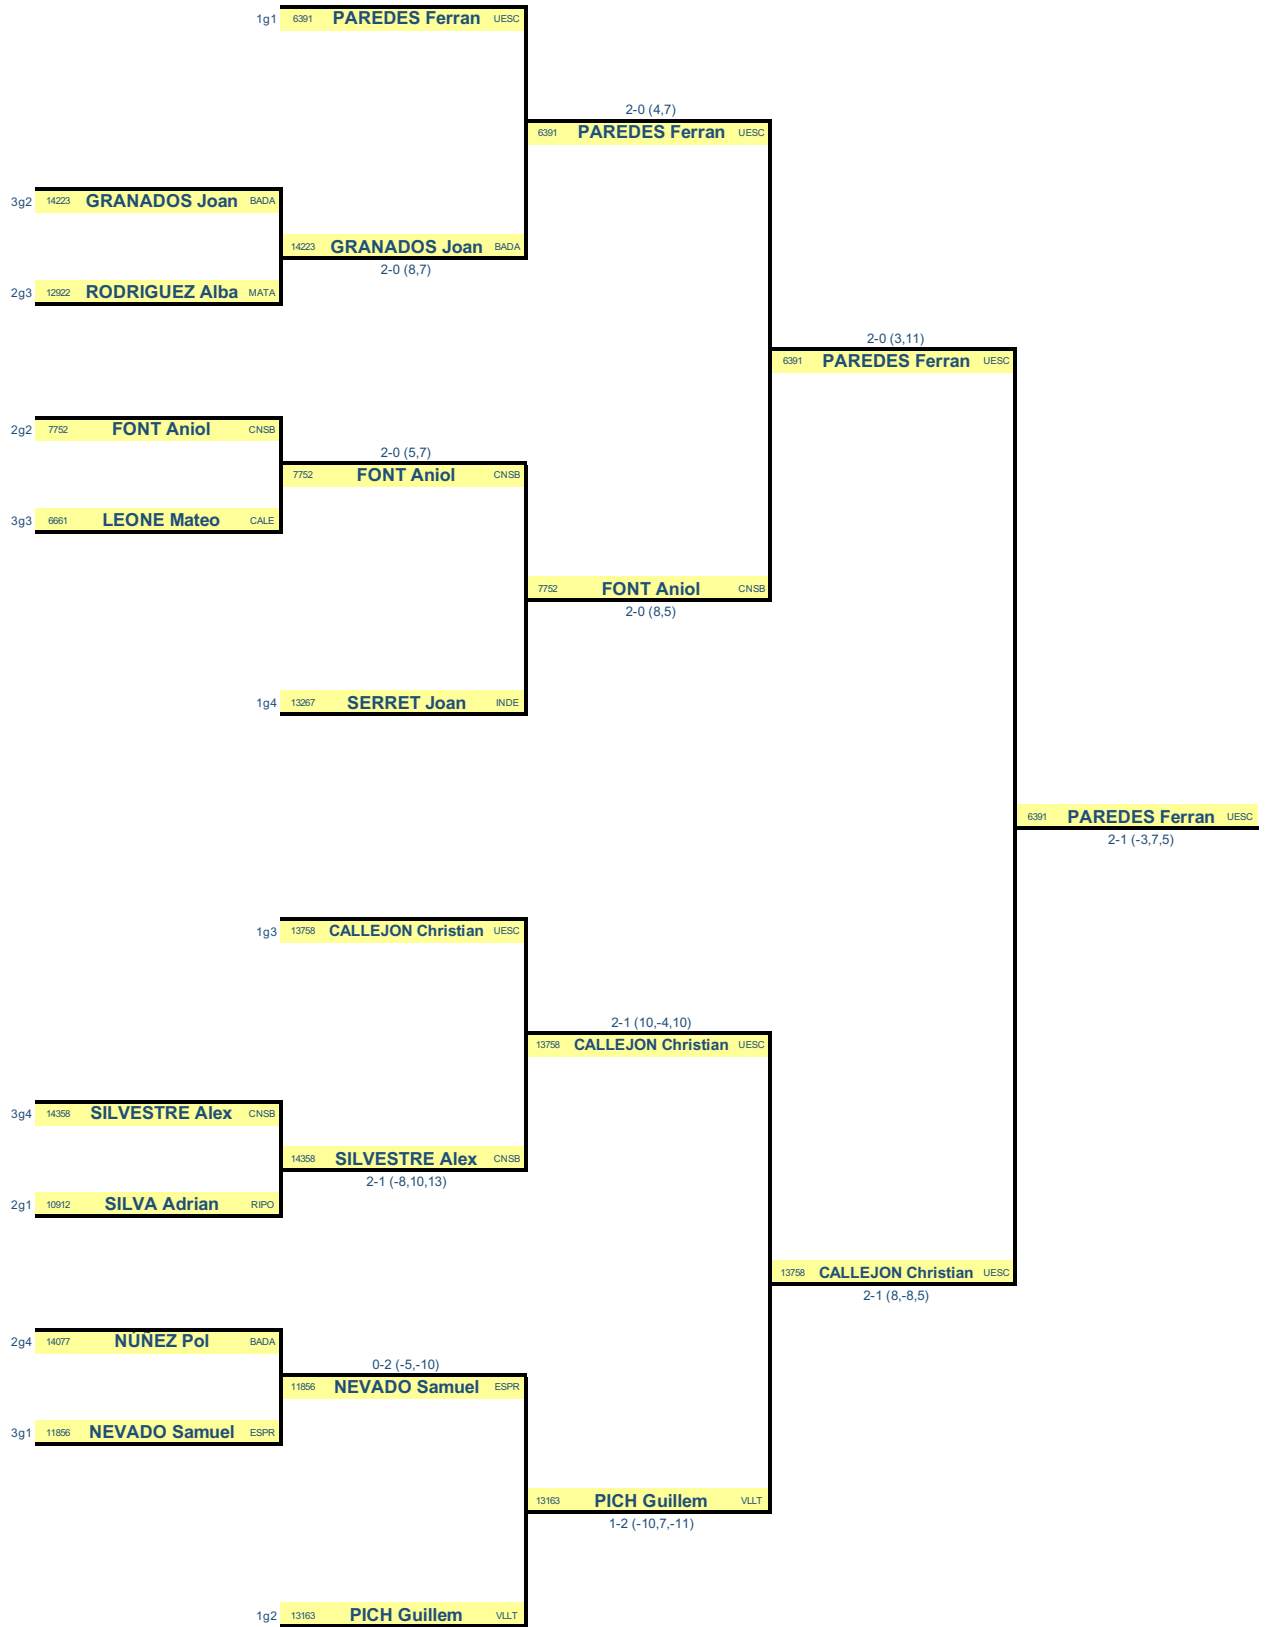 1g1 6391 PAREDES Ferran UESC
2-0 (4,7)
6391 PAREDES Ferran UESC
3g2 14223 GRANADOS Joan BADA
14223 GRANADOS Joan BADA
2-0 (8,7)
2g3 12922 RODRIGUEZ Alba MATA
2-0 (3,11)
6391 PAREDES Ferran UESC
2g2 7752 FONT Aniol CNSB
2-0 (5,7)
7752 FONT Aniol CNSB
3g3 6661 LEONE Mateo CALE
7752 FONT Aniol CNSB
2-0 (8,5)
1g4 13267 SERRET Joan INDE
6391 PAREDES Ferran UESC
2-1 (-3,7,5)
1g3 13758 CALLEJON Christian UESC
2-1 (10,-4,10)
13758 CALLEJON Christian UESC
3g4 14358 SILVESTRE Alex CNSB
14358 SILVESTRE Alex CNSB
2-1 (-8,10,13)
2g1 10912 SILVA Adrian RIPO
13758 CALLEJON Christian UESC
2-1 (8,-8,5)
2g4 14077 NÚÑEZ Pol BADA
0-2 (-5,-10)
11856 NEVADO Samuel ESPR
3g1 11856 NEVADO Samuel ESPR
13163 PICH Guillem VLLT
1-2 (-10,7,-11)
1g2 13163 PICH Guillem VLLT